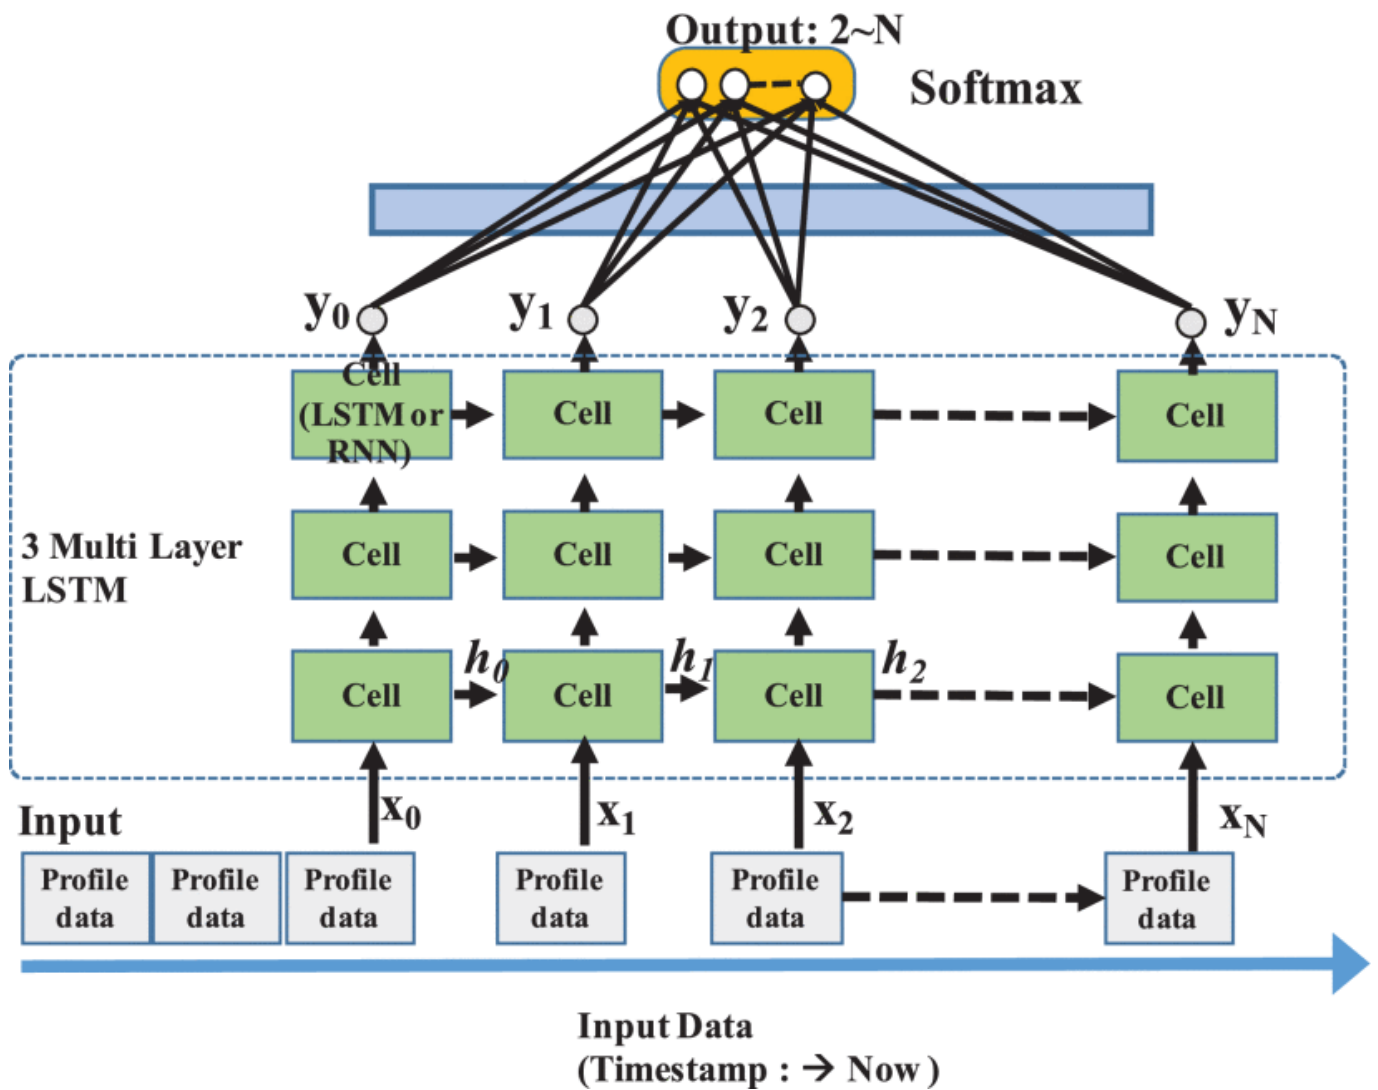 Output: 2~N
Softmax
y0
y1
y2
yN
Cell
(LSTM or
RNN)
Cell
Cell
Cell
3 Multi Layer
LSTM
Cell
Cell
Cell
Cell
h0
h1
h2
Cell
Cell
Cell
Cell
Input
x0
x1
x2
xN
Profile
data
Profile
data
Profile
data
Profile
data
Profile
data
Profile
data
Input Data
(Timestamp : → Now )